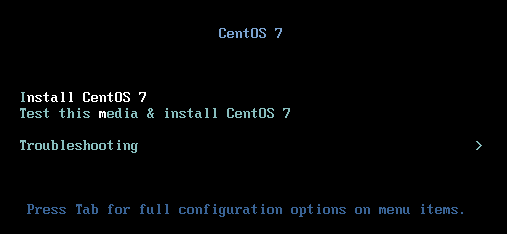 CentOS 7
Install CentOS 7
Test this media & install CentOS 7
Troubleshooting >
Press Tab for full configuration options on menu items.